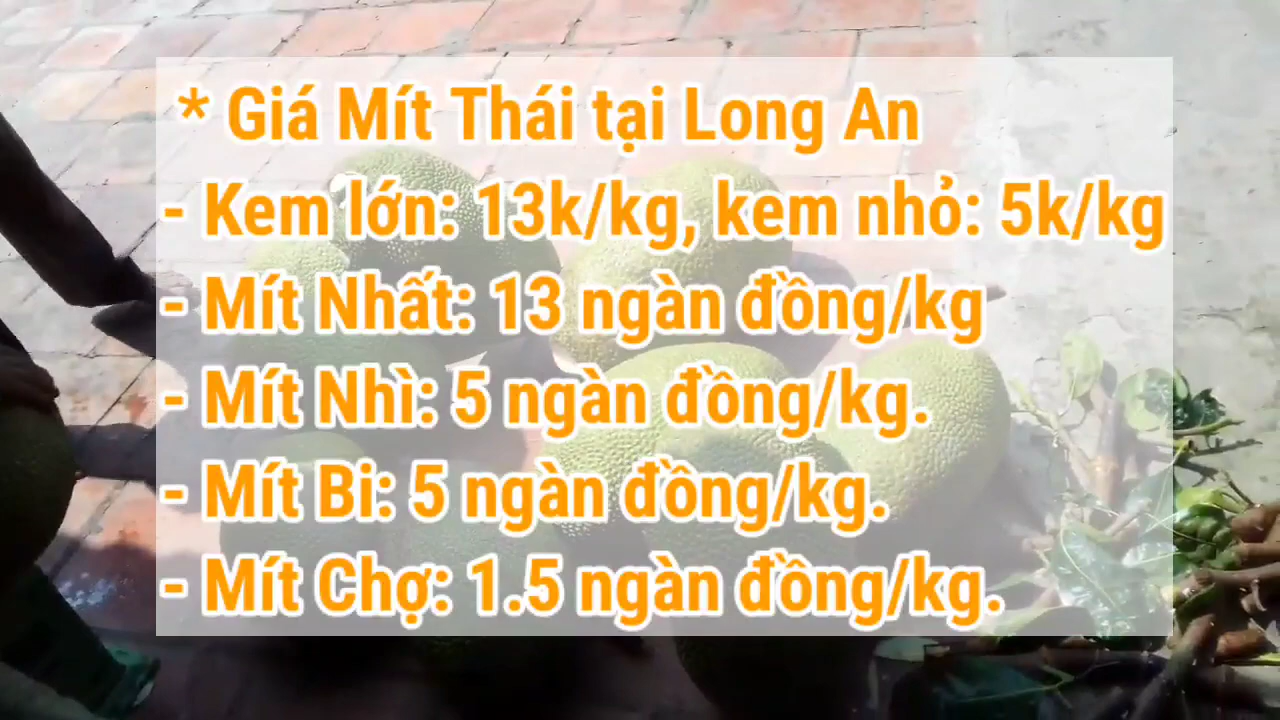 * Giá Mít Thái tại Long An
- Kem lớn: 13k/kg, kem nhỏ: 5k/kg
- Mít Nhất: 13 ngàn đồng/kg
- Mít Nhì: 5 ngàn đồng/kg.
- Mít Bi: 5 ngàn đồng/kg.
- Mít Chợ: 1.5 ngàn đồng/kg.